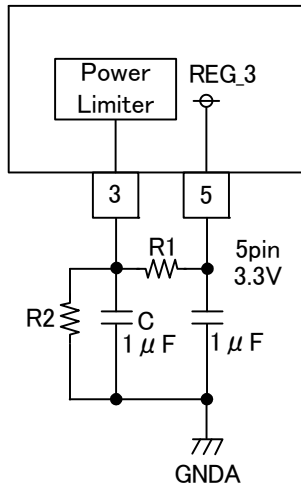 Power
Limiter
REG_3
3
5
R1
5pin
3.3V
R2
C
1μF
1μF
GNDA